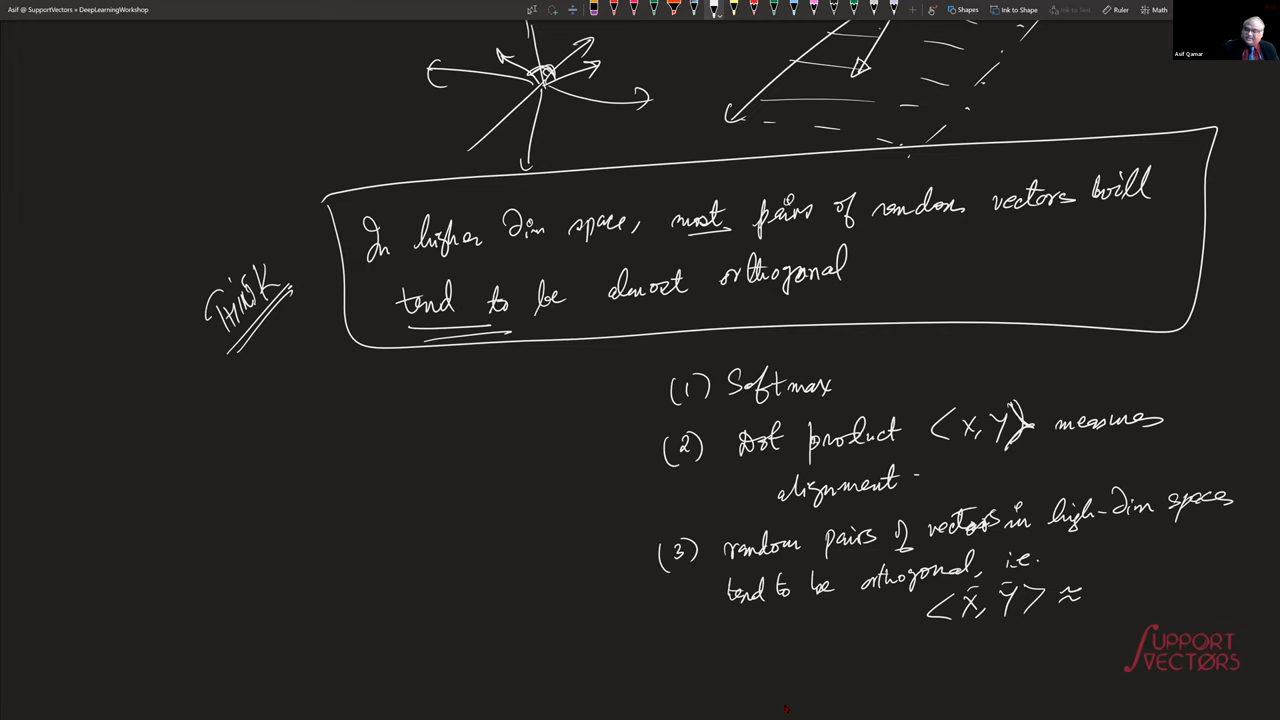 Asif @ SupportVectors » DeepLearningWorkshop
Shapes
Ink to Shape
Ink to Text
Ruler
Math
Asif Qamar
In higher Dim space, most pairs of random vectors will
tend to be almost orthogonal
THINK
(1) Softmax
(2) Dot product <X, Y> measures
alignment.
(3) random pairs of vectors in high-Dim spaces
tend to be orthogonal, i.e.
<X̄, Ȳ> ≈
SUPPORT
VECTORS